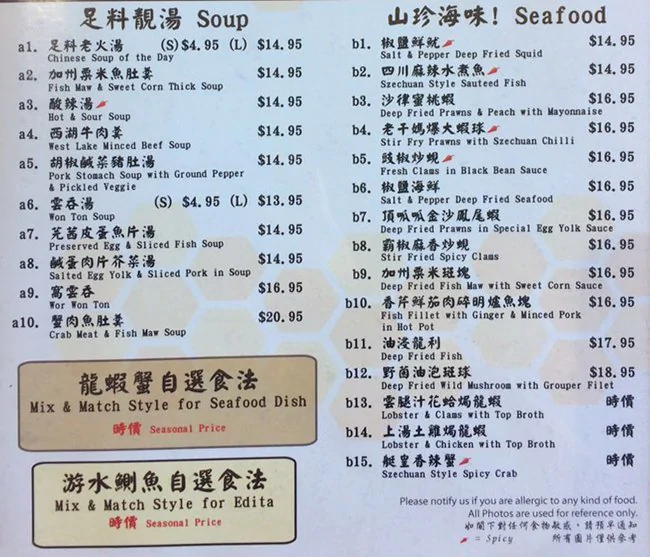 足料靚湯 Soup
a1. 足料老火湯 (S) $4.95 (L) $14.95
Chinese Soup of the Day
a2. 加州粟米魚肚羹 $14.95
Fish Maw & Sweet Corn Thick Soup
a3. 酸辣湯 $14.95
Hot & Sour Soup
a4. 西湖牛肉羹 $14.95
West Lake Minced Beef Soup
a5. 胡椒鹹菜豬肚湯 $14.95
Pork Stomach Soup with Ground Pepper
& Pickled Veggie
a6. 雲吞湯 (S) $4.95 (L) $13.95
Won Ton Soup
a7. 芫茜皮蛋魚片湯 $14.95
Preserved Egg & Sliced Fish Soup
a8. 鹹蛋肉片芥菜湯 $14.95
Salted Egg Yolk & Sliced Pork in Soup
a9. 窩雲吞 $16.95
Wor Won Ton
a10. 蟹肉魚肚羹 $20.95
Crab Meat & Fish Maw Soup
龍蝦蟹自選食法
Mix & Match Style for Seafood Dish
時價 Seasonal Price
游水鯏魚自選食法
Mix & Match Style for Edita
時價 Seasonal Price
山珍海味! Seafood
b1. 椒鹽鮮魷 $14.95
Salt & Pepper Deep Fried Squid
b2. 四川麻辣水煮魚 $14.95
Szechuan Style Sauteed Fish
b3. 沙律蜜桃蝦 $16.95
Deep Fried Prawns & Peach with Mayonnaise
b4. 老干媽爆大蝦球 $16.95
Stir Fry Prawns with Szechuan Chilli
b5. 豉椒炒蜆 $16.95
Fresh Clams in Black Bean Sauce
b6. 椒鹽海鮮 $16.95
Salt & Pepper Deep Fried Seafood
b7. 頂呱呱金沙鳳尾蝦 $16.95
Deep Fried Prawns in Special Egg Yolk Sauce
b8. 霸椒麻香炒蜆 $16.95
Stir Fried Spicy Clams
b9. 加州粟米斑塊 $16.95
Deep Fried Fish Maw with Sweet Corn Sauce
b10. 香芹鮮茄肉碎明爐魚塊 $16.95
Fish Fillet with Ginger & Minced Pork
in Hot Pot
b11. 油浸龍利 $17.95
Deep Fried Fish
b12. 野菌油泡斑球 $18.95
Deep Fried Wild Mushroom with Grouper Filet
b13. 雲腿汁花蛤焗龍蝦 時價
Lobster & Clams with Top Broth
b14. 上湯土雞焗龍蝦 時價
Lobster & Chicken with Top Broth
b15. 艇皇香辣蟹 時價
Szechuan Style Spicy Crab
Please notify us if you are allergic to any kind of food.
All Photos are used for reference only.
如閣下對任何食物敏感，請預早通知
= Spicy 所有圖片僅供參考